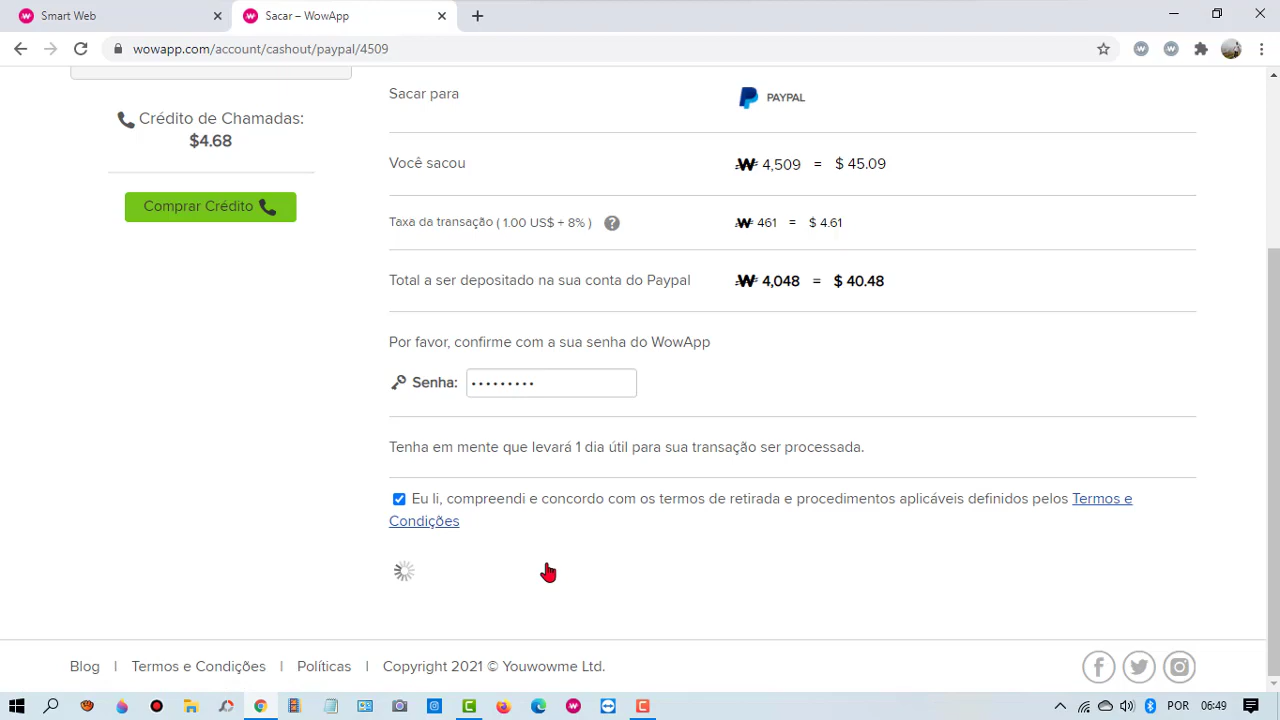 Smart Web
Sacar – WowApp
wowapp.com/account/cashout/paypal/4509
Crédito de Chamadas:
$4.68
Comprar Crédito
Sacar para PAYPAL
Você sacou 4,509 = $ 45.09
Taxa da transação ( 1.00 US$ + 8% ) ? 461 = $ 4.61
Total a ser depositado na sua conta do Paypal 4,048 = $ 40.48
Por favor, confirme com a sua senha do WowApp
Senha: •••••••••
Tenha em mente que levará 1 dia útil para sua transação ser processada.
Eu li, compreendi e concordo com os termos de retirada e procedimentos aplicáveis definidos pelos Termos e
Condições
Blog | Termos e Condições | Políticas | Copyright 2021 © Youwowme Ltd.
POR 06:49